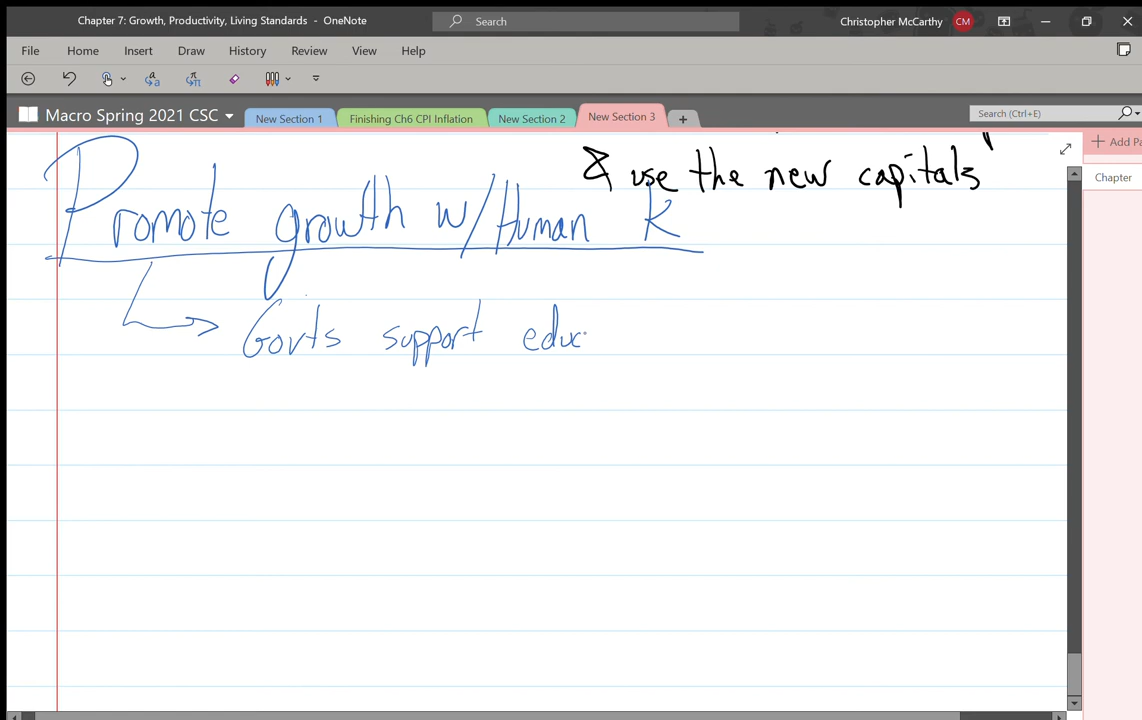 Chapter 7: Growth, Productivity, Living Standards - OneNote
Search
Christopher McCarthy CM
File Home Insert Draw History Review View Help
Macro Spring 2021 CSC
New Section 1
Finishing Ch6 CPI Inflation
New Section 2
New Section 3
Search (Ctrl+E)
Add Pa
Chapter
& use the new capitals
Promote growth w/ Human K
Govts support educ